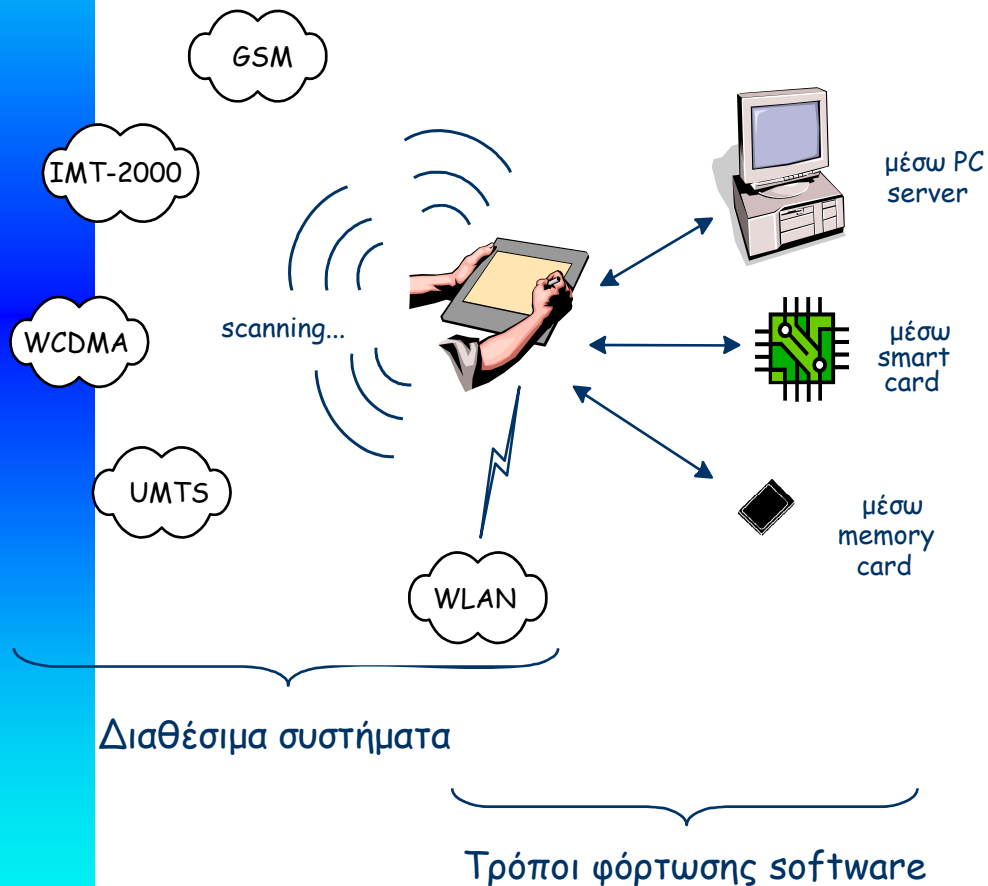 GSM
IMT-2000
μέσω PC
server
scanning...
WCDMA
μέσω
smart
card
UMTS
μέσω
memory
card
WLAN
Διαθέσιμα συστήματα
Τρόποι φόρτωσης software